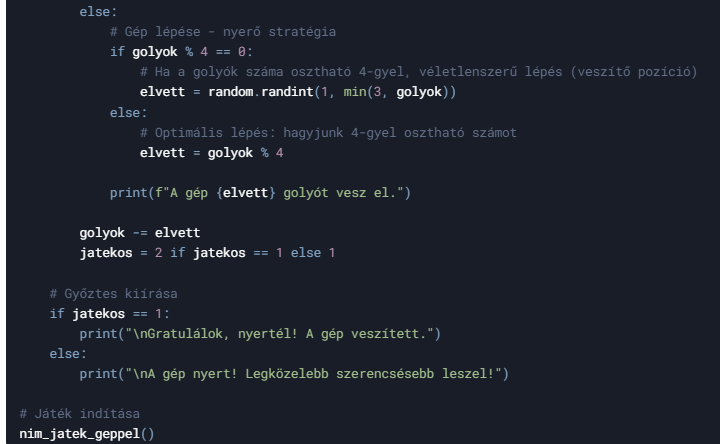 else:
# Gép lépése - nyerő stratégia
if golyok % 4 == 0:
# Ha a golyók száma osztható 4-gyel, véletlenszerű lépés (veszítő pozíció)
elvett = random.randint(1, min(3, golyok))
else:
# Optimális lépés: hagyjunk 4-gyel osztható számot
elvett = golyok % 4
print(f"A gép {elvett} golyót vesz el.")
golyok -= elvett
jatekos = 2 if jatekos == 1 else 1
# Győztes kiírása
if jatekos == 1:
print("\nGratulálok, nyertél! A gép veszített.")
else:
print("\nA gép nyert! Legközelebb szerencsésebb leszel!")
# Játék indítása
nim_jatek_geppel()